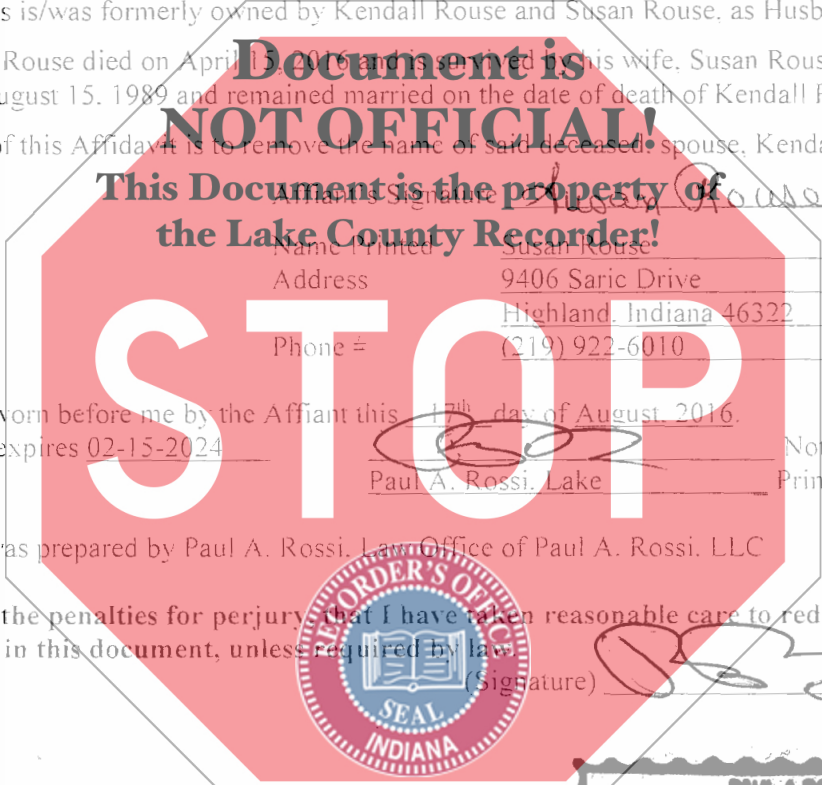 s is/was formerly owned by Kendall Rouse and Susan Rouse, as Husb
Document is
Rouse died on April 15, 2016 and is survived by his wife, Susan Rous
ugust 15. 1989 and remained married on the date of death of Kendall
NOT OFFICIAL!
of this Affidavit is to remove the name of said deceased. spouse, Kenda
This Document is the property of
Affiant's Signature Susan Rouse
the Lake County Recorder!
Name Printed Susan Rouse
Address 9406 Saric Drive
Highland, Indiana 46322
Phone # (219) 922-6010
STOP
worn before me by the Affiant this 17th day of August, 2016.
expires 02-15-2024 Not
Paul A. Rossi, Lake Prin
as prepared by Paul A. Rossi. Law Office of Paul A. Rossi. LLC
the penalties for perjury, that I have taken reasonable care to red
in this document, unless required by law.
(Signature)
RECORDER'S OFFICE
SEAL
INDIANA